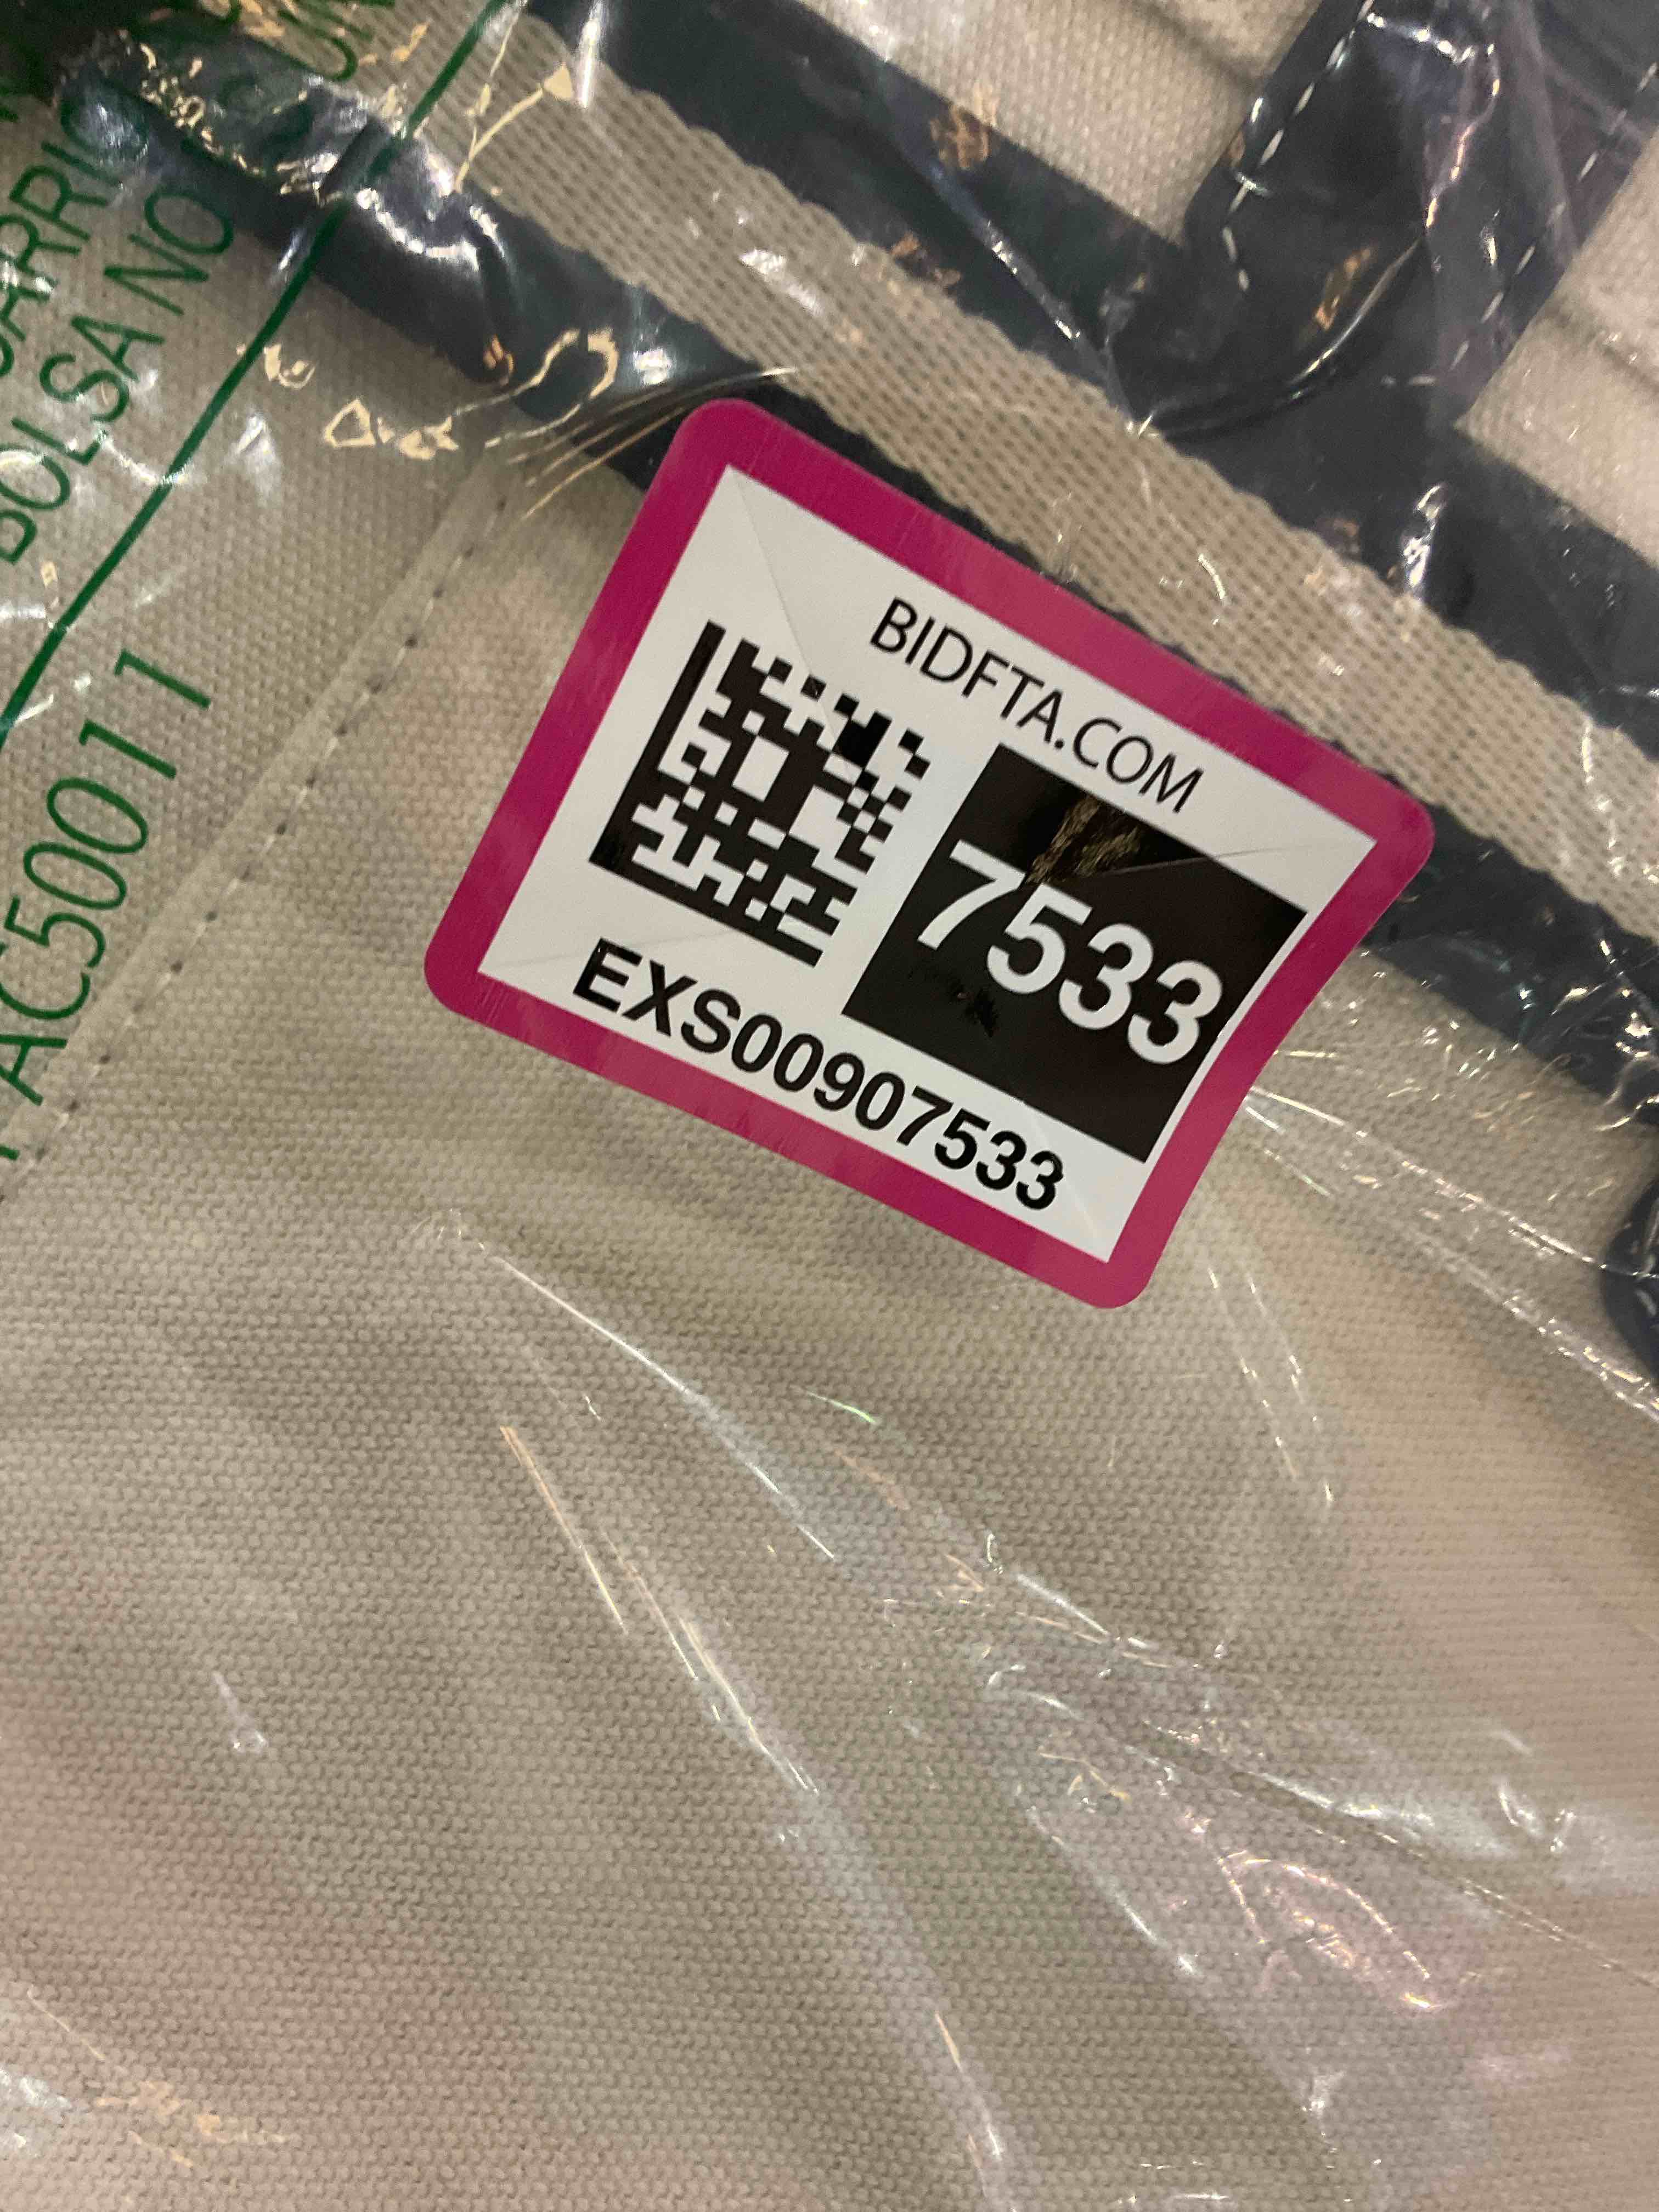 BOLSA NO
AC50011
BIDFTA.COM
7533
EXS00907533